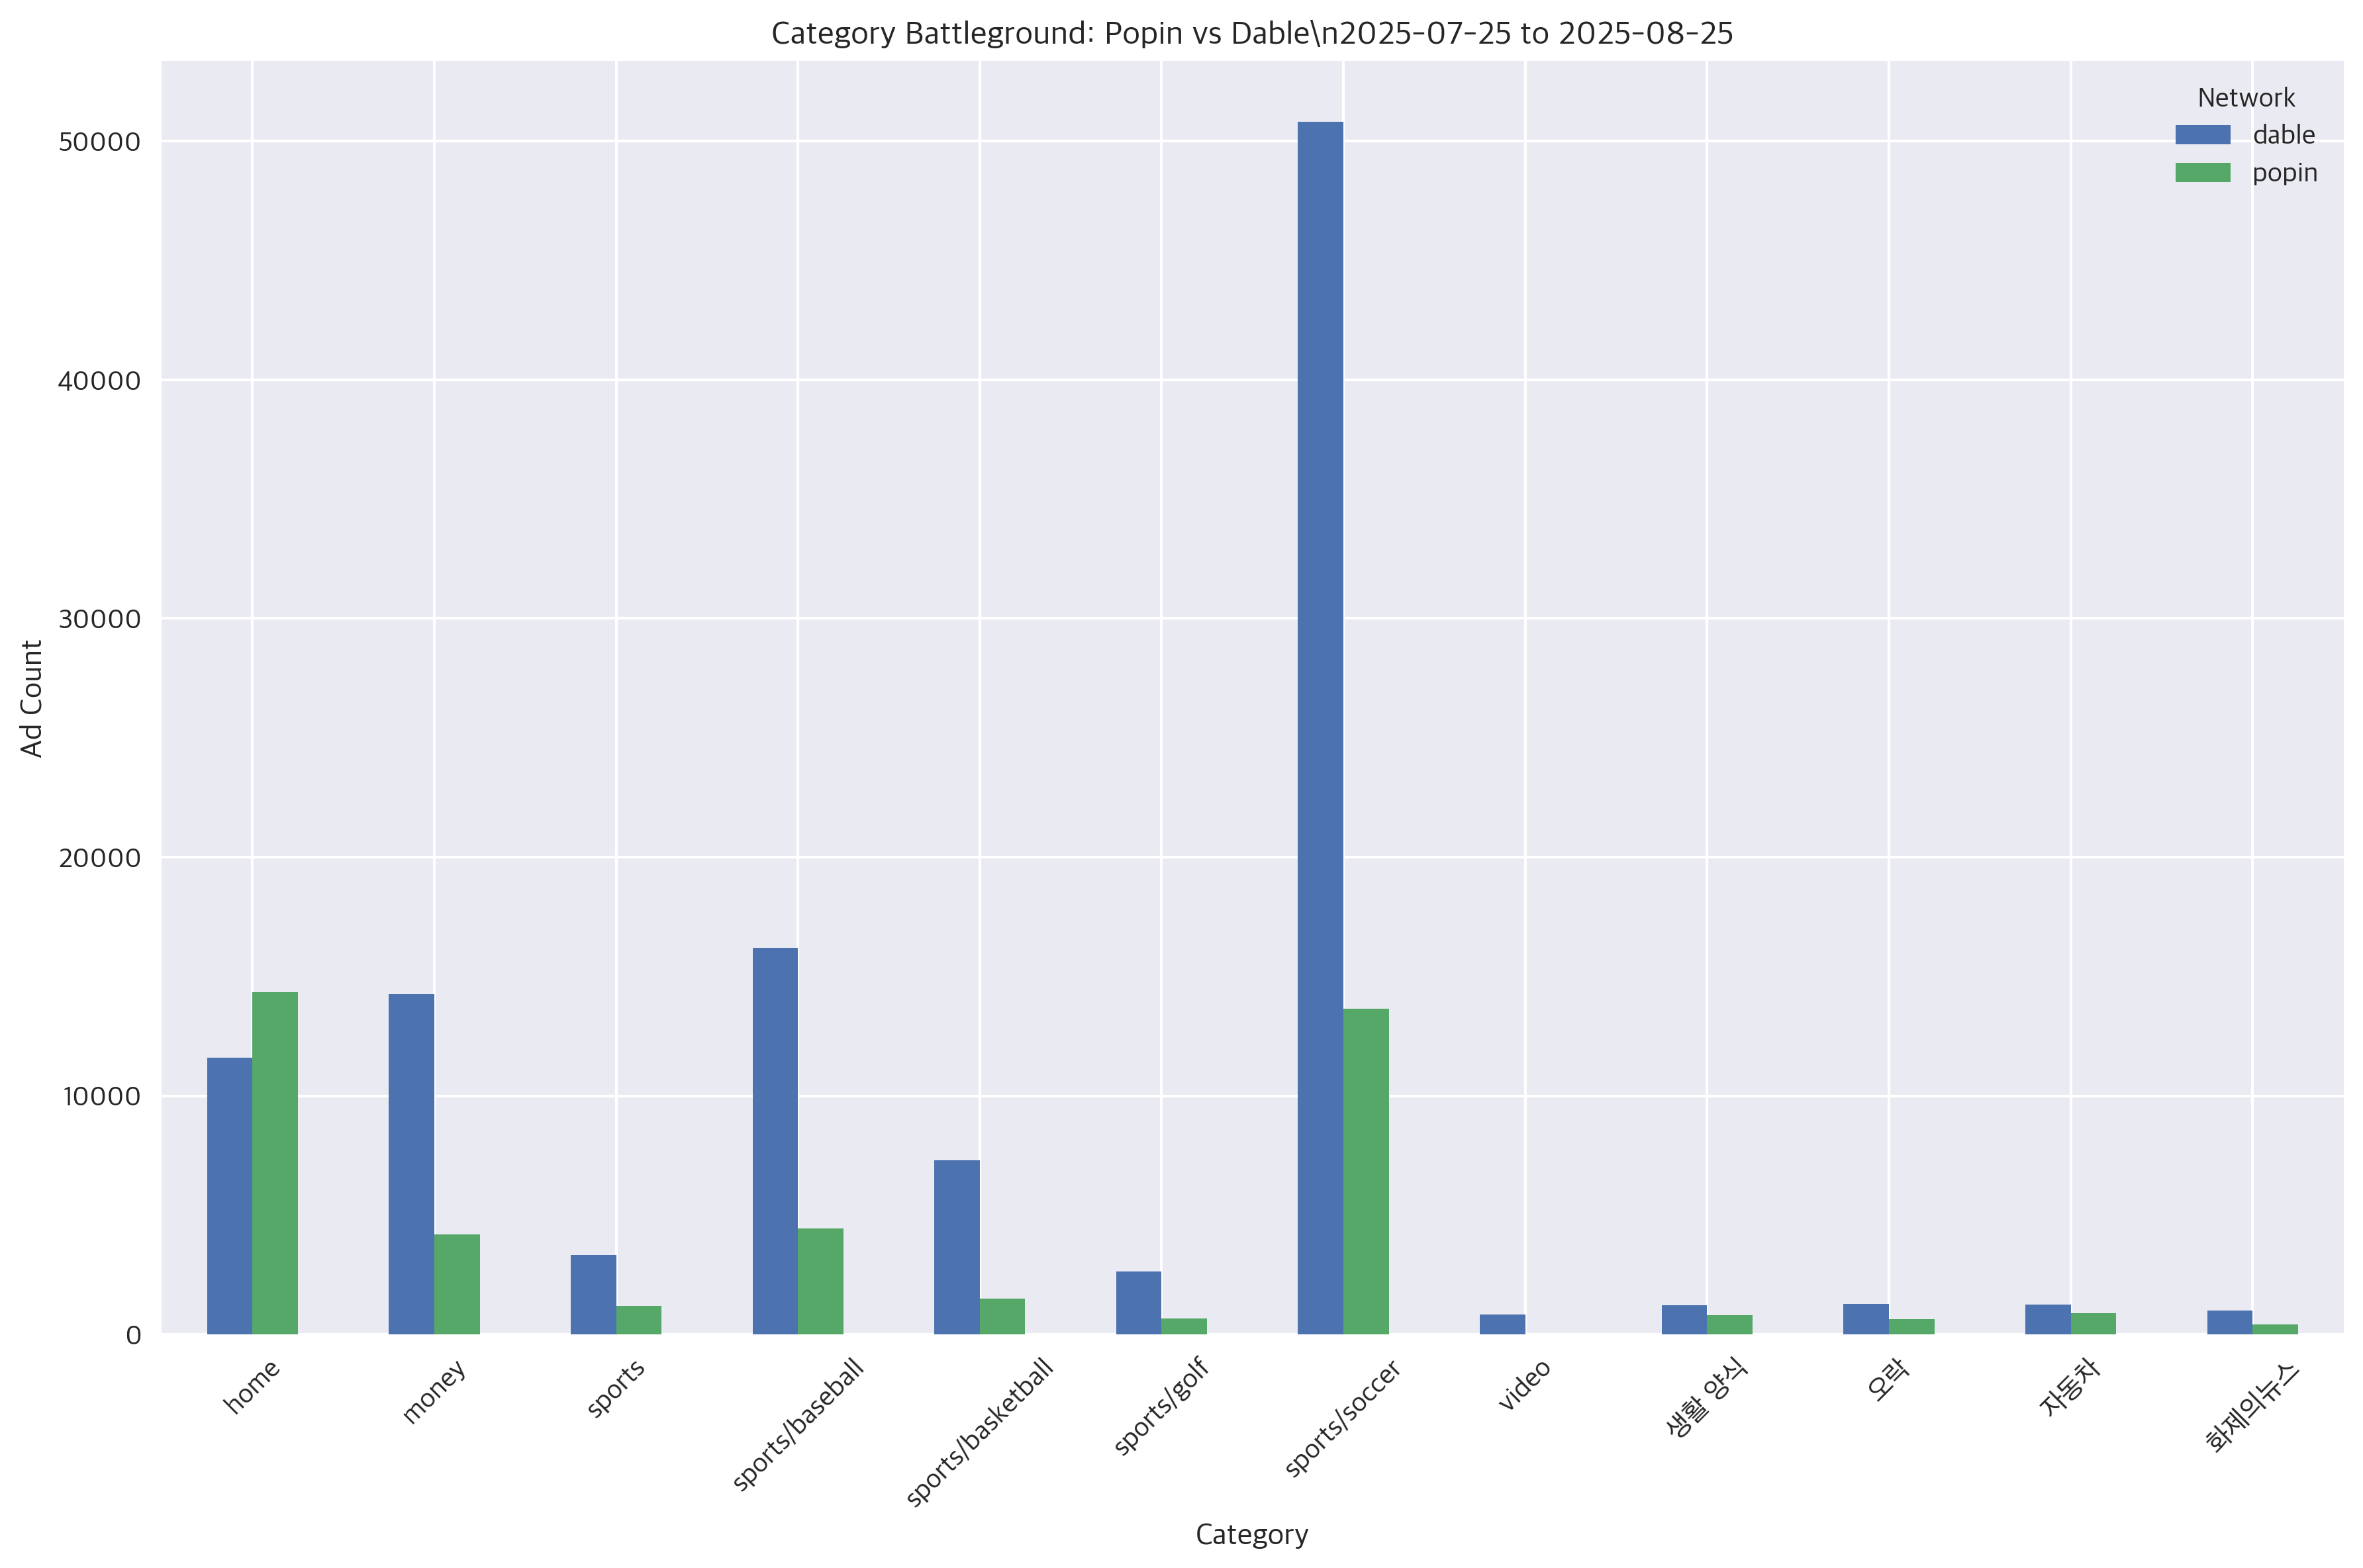 Category Battleground: Popin vs Dable\n2025-07-25 to 2025-08-25
Network
dable
popin
Ad Count
50000
40000
30000
20000
10000
0
home
money
sports
sports/baseball
sports/basketball
sports/golf
sports/soccer
video
생활 양식
오락
자동차
화제의뉴스
Category